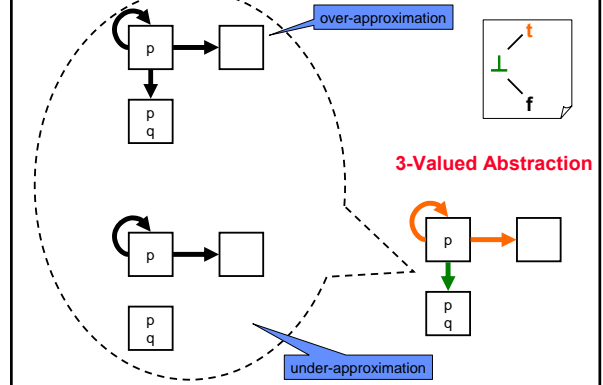 over-approximation
p
p
q
t
⊥
f
3-Valued Abstraction
p
p
q
p
p
q
under-approximation